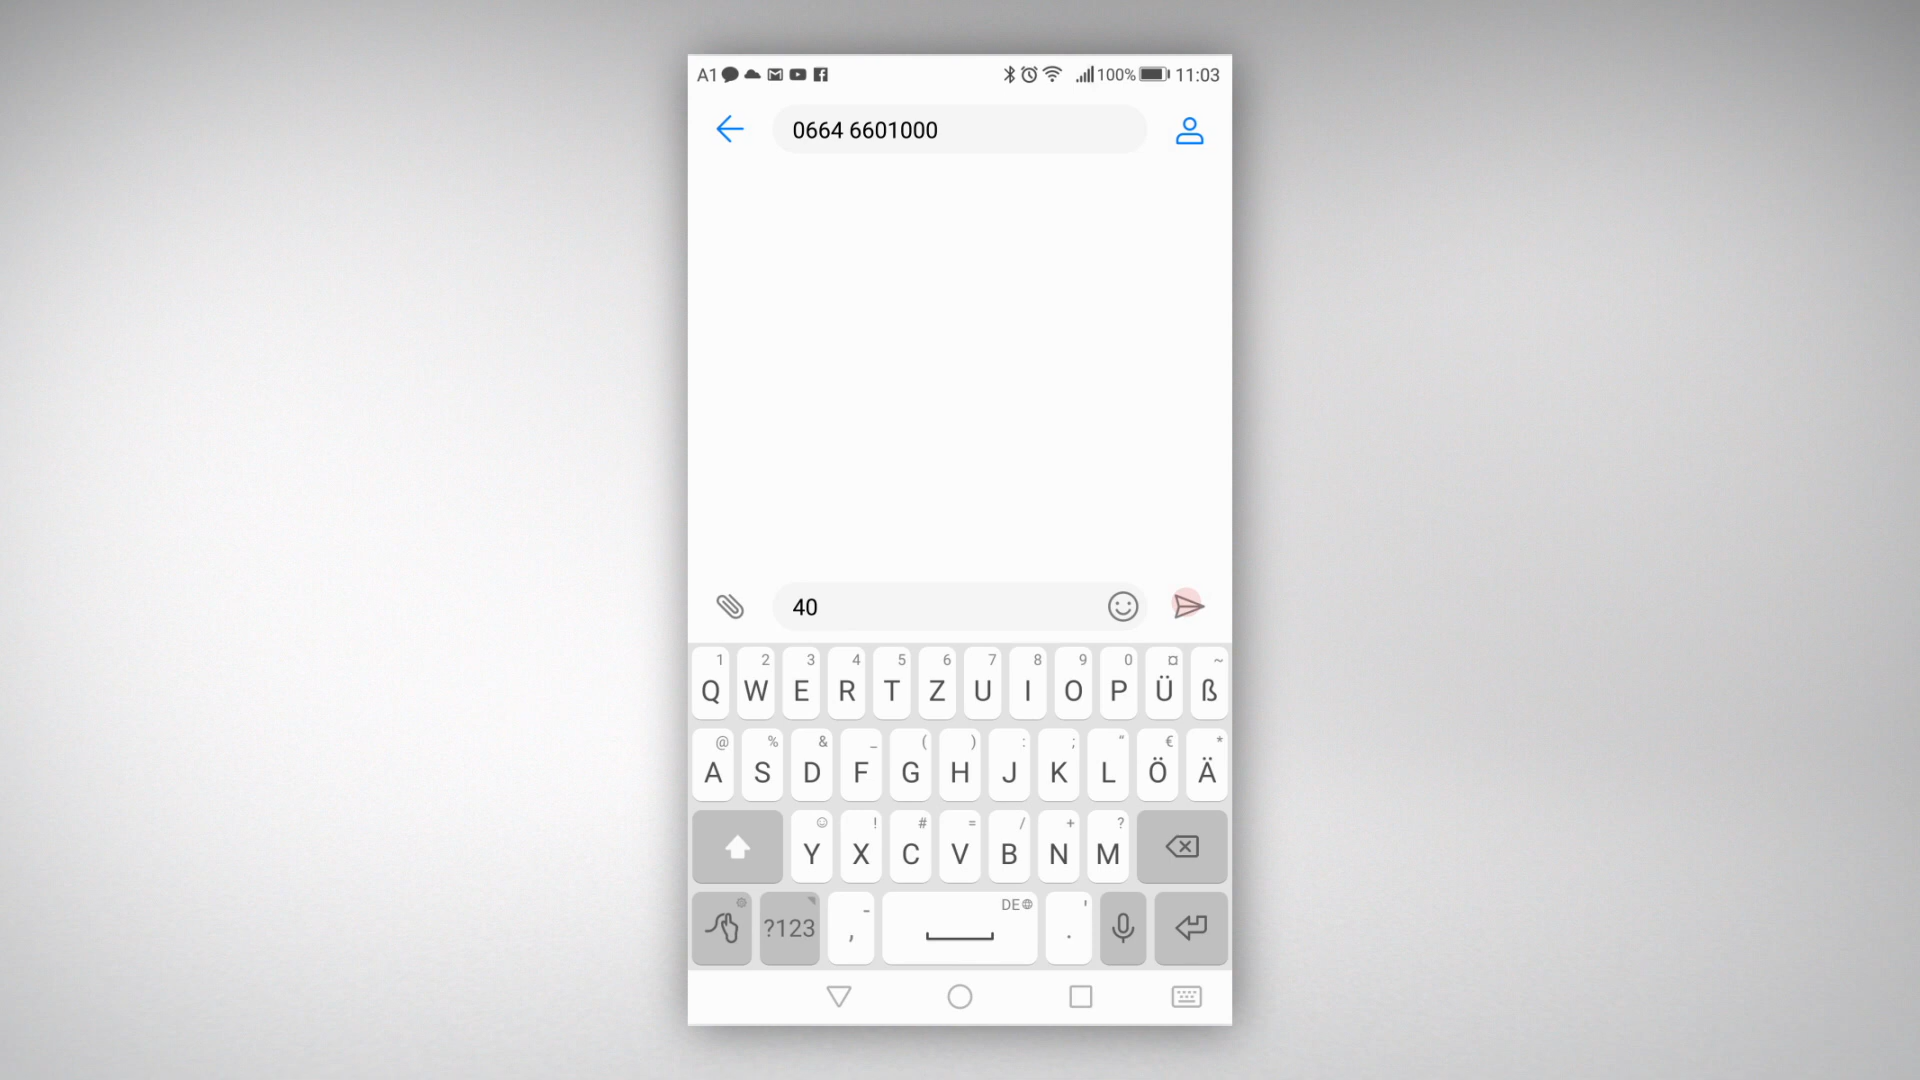 A1 100% 11:03
0664 6601000
40
1 2 3 4 5 6 7 8 9 0 ¤ ~
Q W E R T Z U I O P Ü ß
@ % & _ ( ) : ; " € *
A S D F G H J K L Ö Ä
! # = / + ?
Y X C V B N M
- DE '
?123 , .